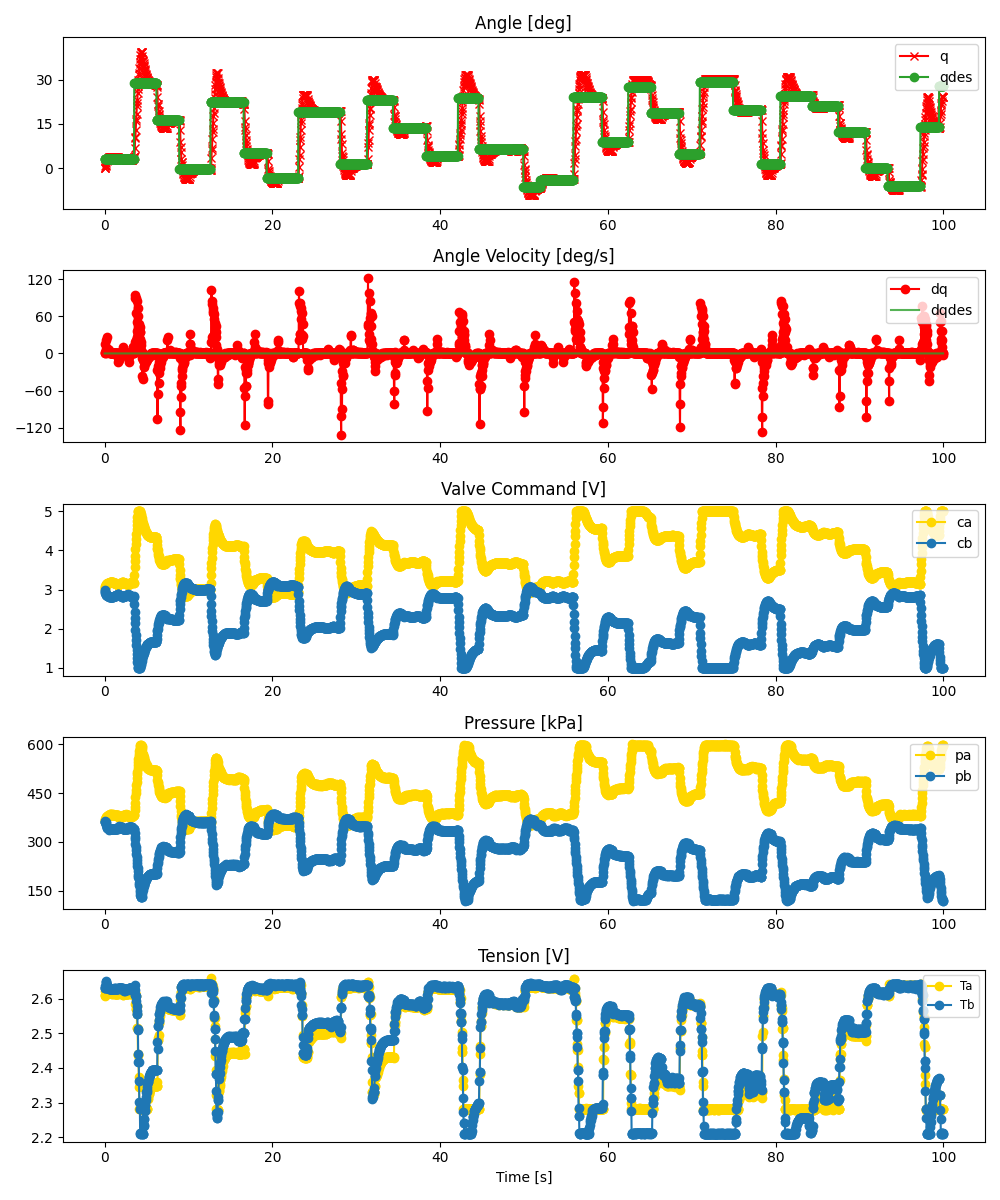 Angle [deg]
30
15
0
q
qdes
0 20 40 60 80 100
Angle Velocity [deg/s]
120
60
0
−60
−120
dq
dqdes
0 20 40 60 80 100
Valve Command [V]
5
4
3
2
1
ca
cb
0 20 40 60 80 100
Pressure [kPa]
600
450
300
150
pa
pb
0 20 40 60 80 100
Tension [V]
2.6
2.5
2.4
2.3
2.2
Ta
Tb
0 20 40 60 80 100
Time [s]